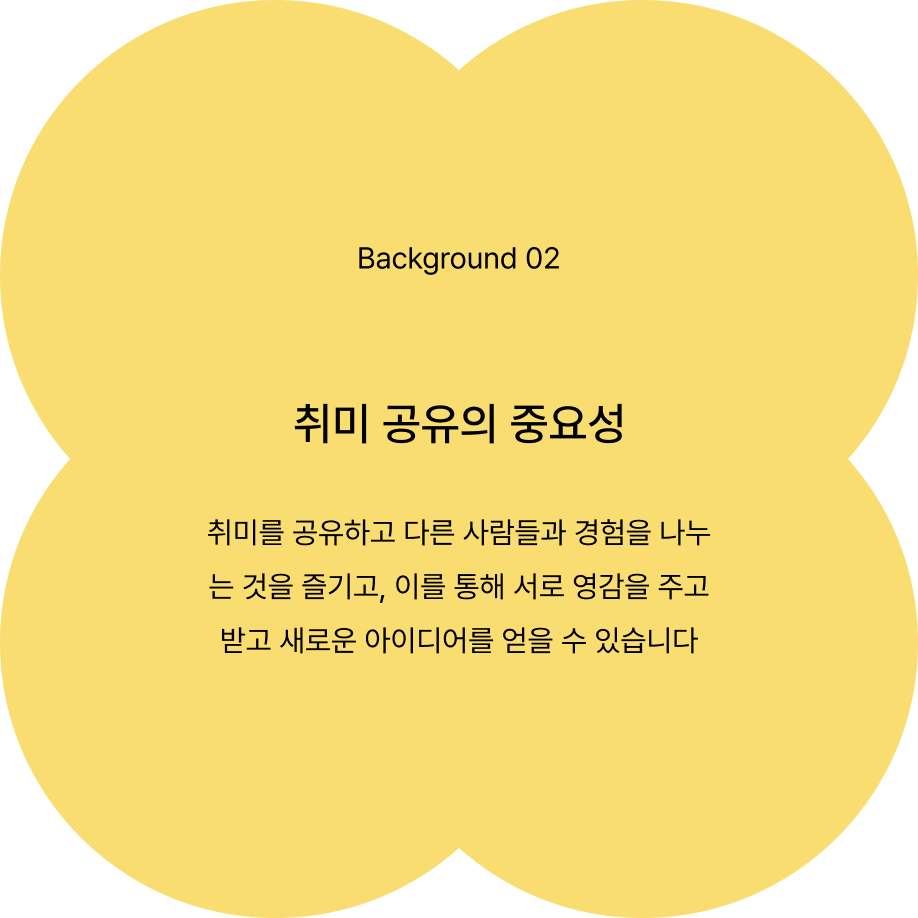 Background 02
취미 공유의 중요성
취미를 공유하고 다른 사람들과 경험을 나누
는 것을 즐기고, 이를 통해 서로 영감을 주고
받고 새로운 아이디어를 얻을 수 있습니다